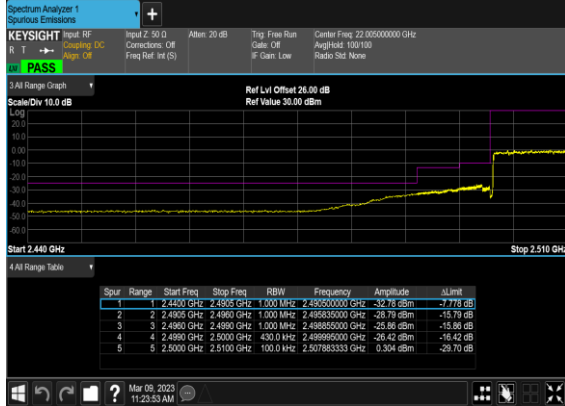 Spectrum Analyzer 1
Spurious Emissions
+
KEYSIGHT Input: RF Input Z: 50 Ω Atten: 20 dB Trig: Free Run Center Freq: 22.005000000 GHz
R T Coupling: DC Corrections: Off Gate: Off Avg|Hold: 100/100
Align: Off Freq Ref: Int (S) IF Gain: Low Radio Std: None
PASS
3 All Range Graph
Ref Lvl Offset 26.00 dB
Scale/Div 10.0 dB Ref Value 30.00 dBm
Log
20.0
10.0
0.00
-10.0
-20.0
-30.0
-40.0
-50.0
-60.0
Start 2.440 GHz Stop 2.510 GHz
4 All Range Table
Spur Range Start Freq Stop Freq RBW Frequency Amplitude ΔLimit
1 1 2.4400 GHz 2.4905 GHz 1.000 MHz 2.490500000 GHz -32.78 dBm -7.778 dB
2 2 2.4905 GHz 2.4960 GHz 1.000 MHz 2.495835000 GHz -28.79 dBm -15.79 dB
3 3 2.4960 GHz 2.4990 GHz 1.000 MHz 2.498855000 GHz -25.86 dBm -15.86 dB
4 4 2.4990 GHz 2.5000 GHz 430.0 kHz 2.499995000 GHz -26.42 dBm -16.42 dB
5 5 2.5000 GHz 2.5100 GHz 100.0 kHz 2.507883333 GHz 0.304 dBm -29.70 dB
? Mar 09, 2023
11:23:53 AM